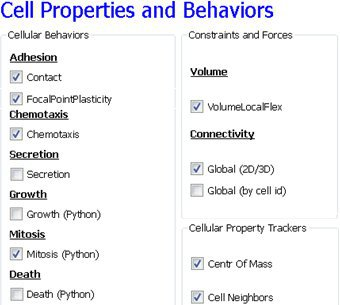 Cell Properties and Behaviors
Cellular Behaviors
Adhesion
Contact
FocalPointPlasticity
Chemotaxis
Chemotaxis
Secretion
Secretion
Growth
Growth (Python)
Mitosis
Mitosis (Python)
Death
Death (Python)
Constraints and Forces
Volume
VolumeLocalFlex
Connectivity
Global (2D/3D)
Global (by cell id)
Cellular Property Trackers
Centr Of Mass
Cell Neighbors